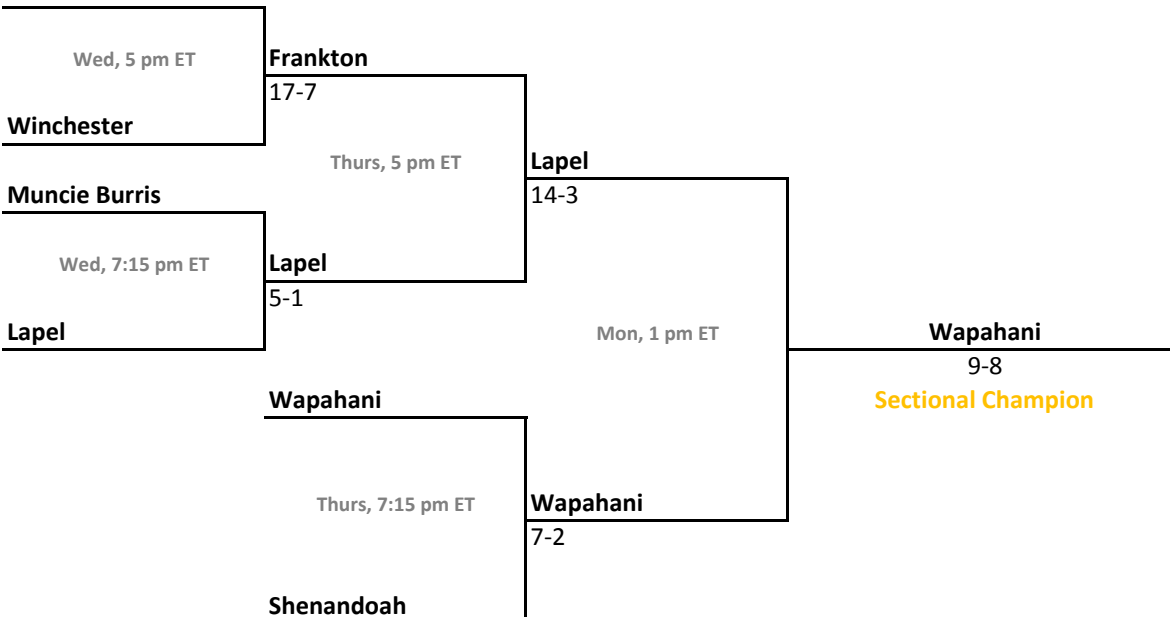 Wed, 5 pm ET
Frankton
17-7
Winchester
Thurs, 5 pm ET
Lapel
14-3
Muncie Burris
Wed, 7:15 pm ET
Lapel
5-1
Lapel
Mon, 1 pm ET
Wapahani
9-8
Sectional Champion
Wapahani
Thurs, 7:15 pm ET
Wapahani
7-2
Shenandoah